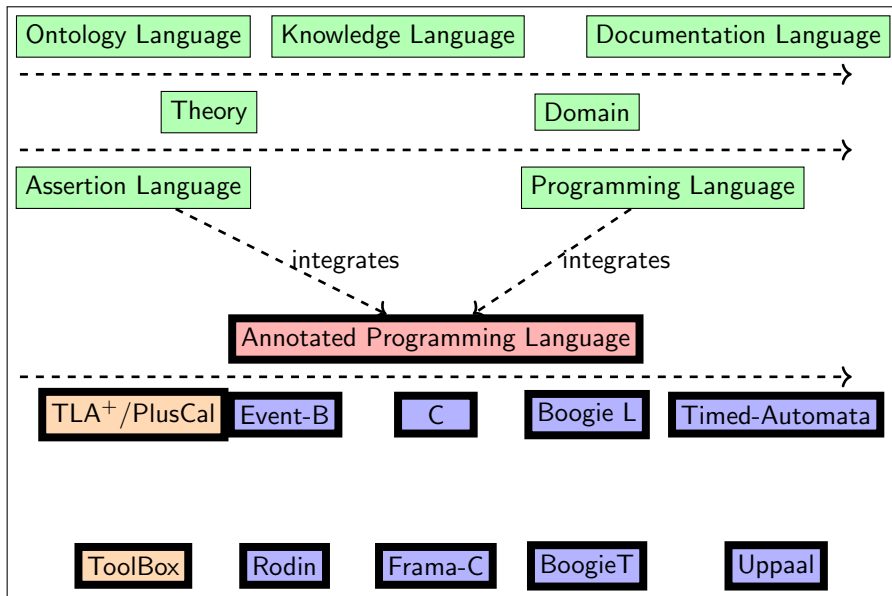 Ontology Language Knowledge Language Documentation Language
Theory Domain
Assertion Language Programming Language
integrates integrates
Annotated Programming Language
TLA⁺/PlusCal Event-B C Boogie L Timed-Automata
ToolBox Rodin Frama-C BoogieT Uppaal